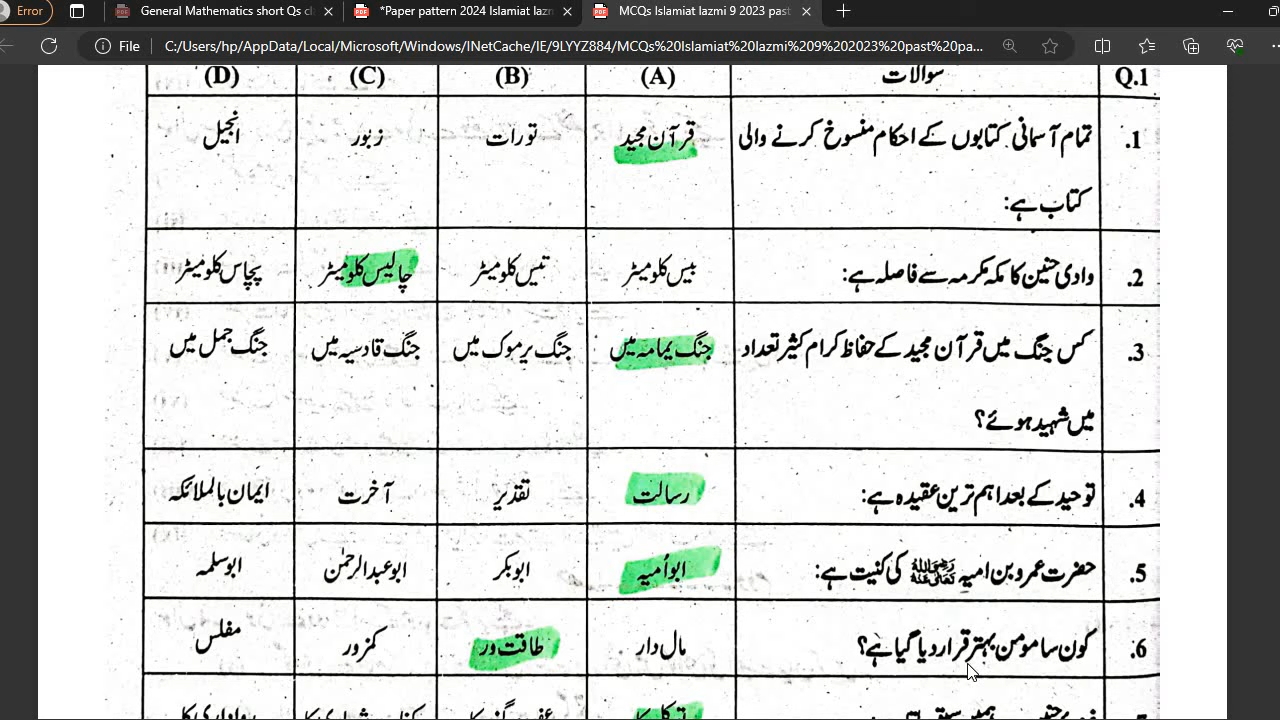 Error
General Mathematics short Qs cl
*Paper pattern 2024 Islamiat lazm
MCQs Islamiat lazmi 9 2023 past
File C:/Users/hp/AppData/Local/Microsoft/Windows/INetCache/IE/9LYYZ884/MCQs%20Islamiat%20lazmi%209%202023%20past%20pa...
Q.1 سوالات (A) (B) (C) (D)
1. تمام آسمانی کتابوں کے احکام منسوخ کرنے والی قرآن مجید تورات زبور انجیل
کتاب ہے:
2. وادی حنین کا مکہ مکرمہ سے فاصلہ ہے: بیس کلومیٹر تیس کلومیٹر چالیس کلومیٹر پچاس کلومیٹر
3. کس جنگ میں قرآن مجید کے حفاظ کرام کثیر تعداد جنگ یمامہ میں جنگ یرموک میں جنگ قادسیہ میں جنگ جمل میں
میں شہید ہوئے؟
4. توحید کے بعد اہم ترین عقیدہ ہے: رسالت تقدیر آخرت ایمان بالملائکہ
5. حضرت عمرو بن امیہ رضی اللہ تعالیٰ عنہ کی کنیت ہے: ابوأمیہ ابوبکر ابوعبدالرحمٰن ابوسلمہ
6. کون سا مومن بہتر قرار دیا گیا ہے؟ مال دار طاقت ور کمزور مفلس